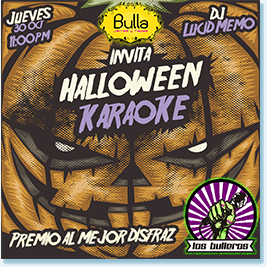 JUEVES
30 OCT
11:00PM
Bulla
INVITA
DJ
LUCID MEMO
HALLOWEEN
KARAOKE
PREMIO AL MEJOR DISFRAZ
los bulleros